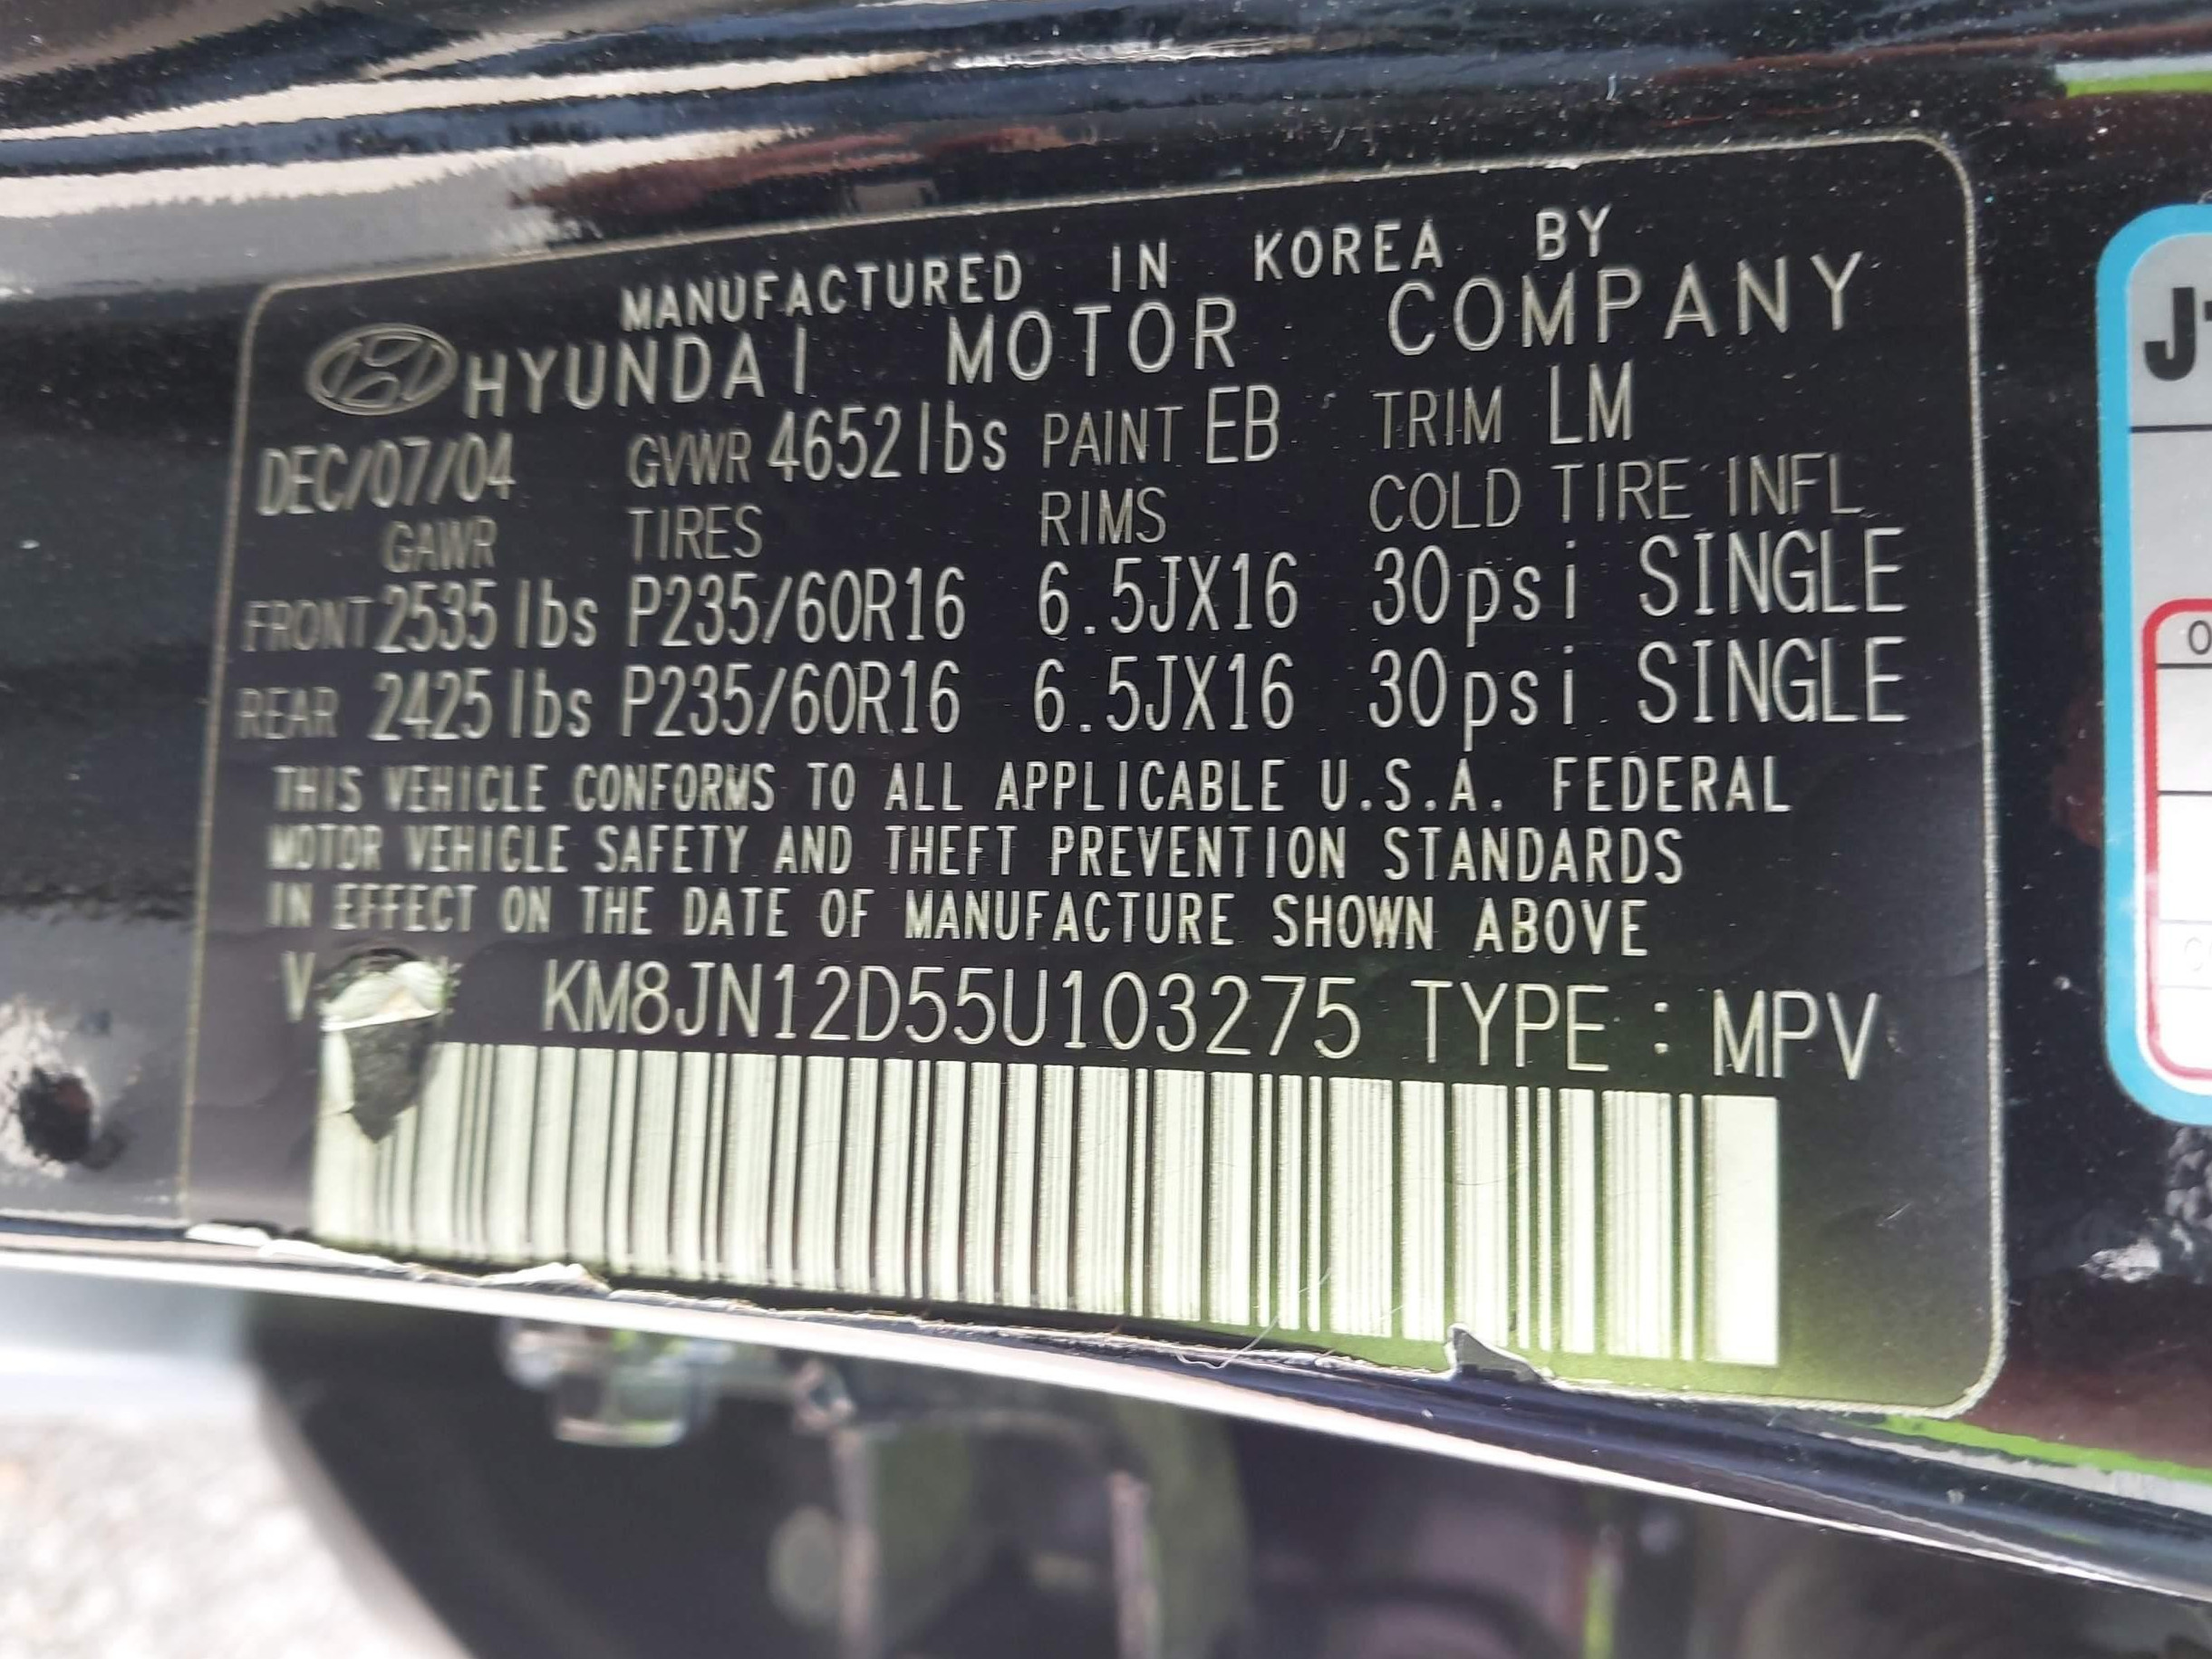 MANUFACTURED IN KOREA BY
HYUNDAI MOTOR COMPANY
DEC/07/04 GVWR 4652lbs PAINT EB TRIM LM
GAWR TIRES RIMS COLD TIRE INFL
FRONT 2535lbs P235/60R16 6.5JX16 30psi SINGLE
REAR 2425lbs P235/60R16 6.5JX16 30psi SINGLE
THIS VEHICLE CONFORMS TO ALL APPLICABLE U.S.A. FEDERAL
MOTOR VEHICLE SAFETY AND THEFT PREVENTION STANDARDS
IN EFFECT ON THE DATE OF MANUFACTURE SHOWN ABOVE
KM8JN12D55U103275 TYPE : MPV